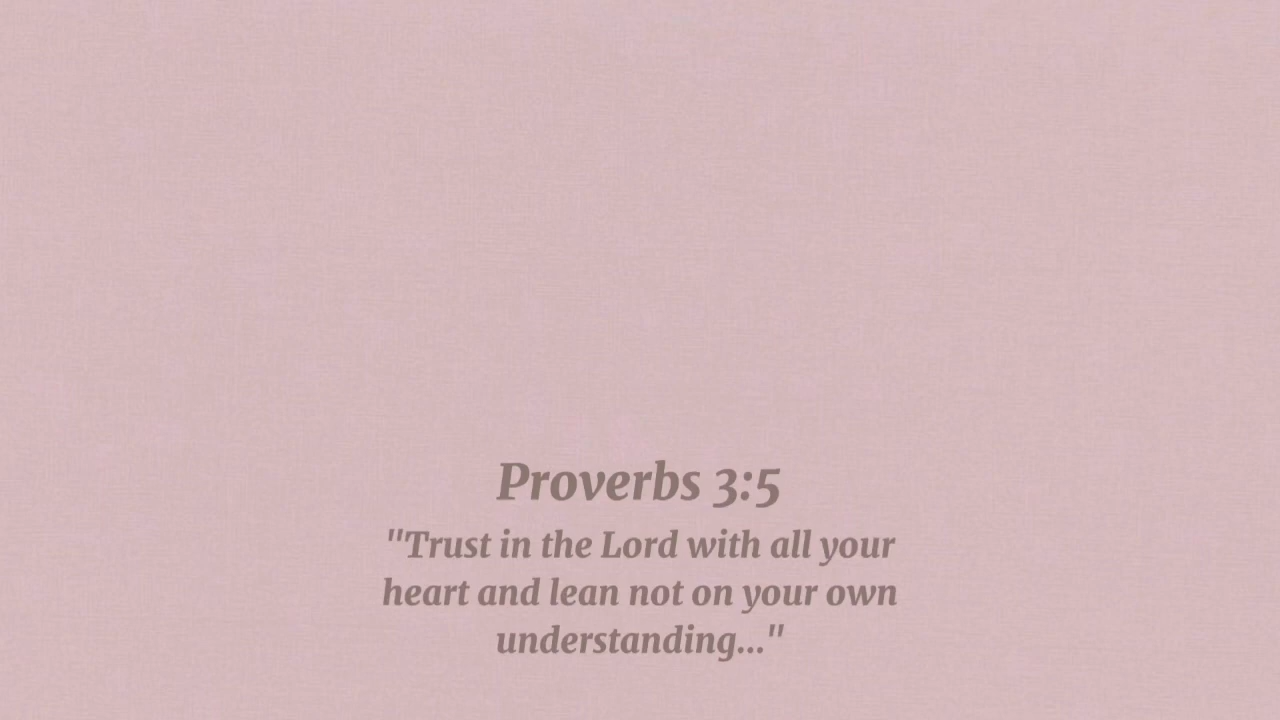 Proverbs 3:5
"Trust in the Lord with all your
heart and lean not on your own
understanding..."